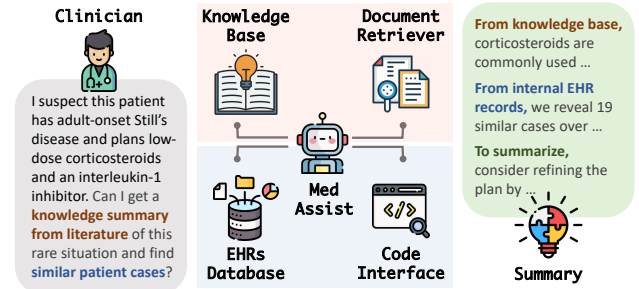 Clinician
I suspect this patient
has adult-onset Still's
disease and plans low-
dose corticosteroids
and an interleukin-1
inhibitor. Can I get a
knowledge summary
from literature of this
rare situation and find
similar patient cases?
Knowledge
Base
Document
Retriever
Med
Assist
EHRs
Database
</>
Code
Interface
From knowledge base,
corticosteroids are
commonly used ...
From internal EHR
records, we reveal 19
similar cases over ...
To summarize,
consider refining the
plan by ...
Summary